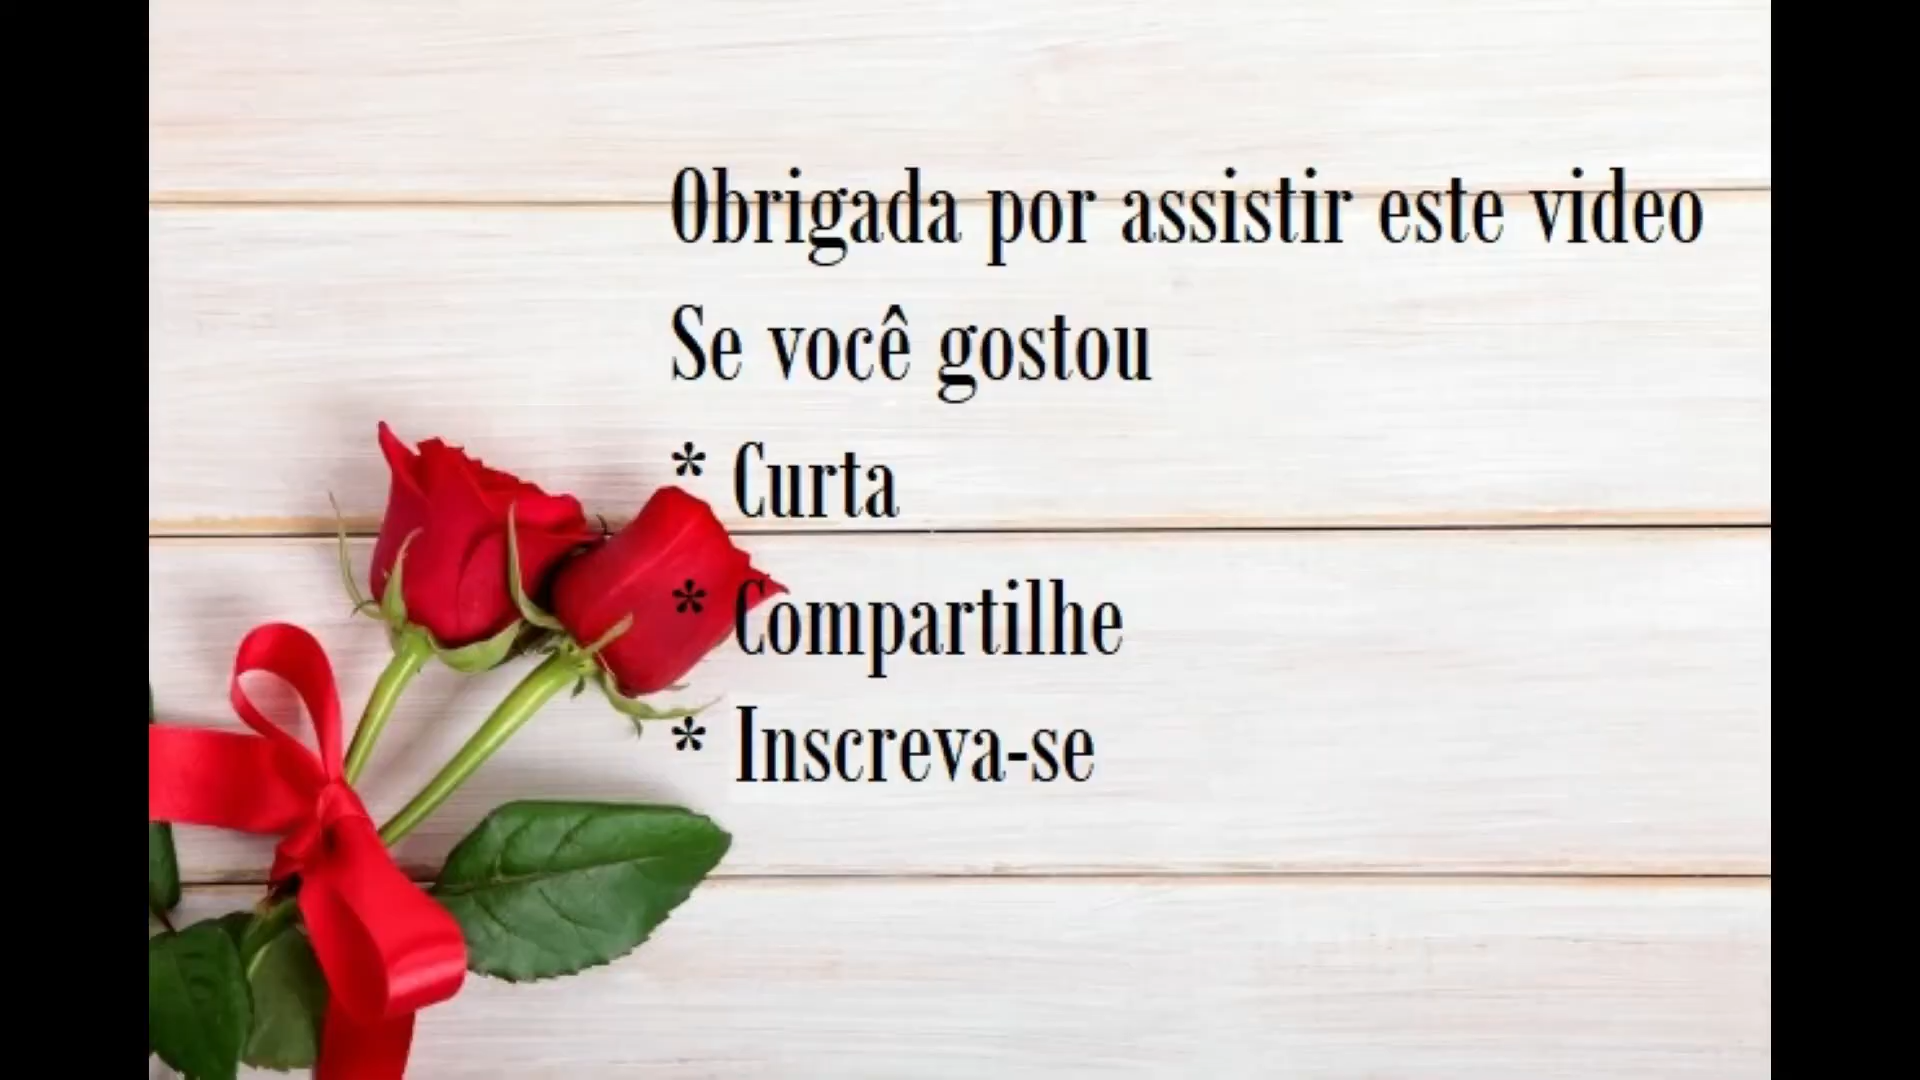 Obrigada por assistir este video
Se você gostou
* Curta
* Compartilhe
* Inscreva-se